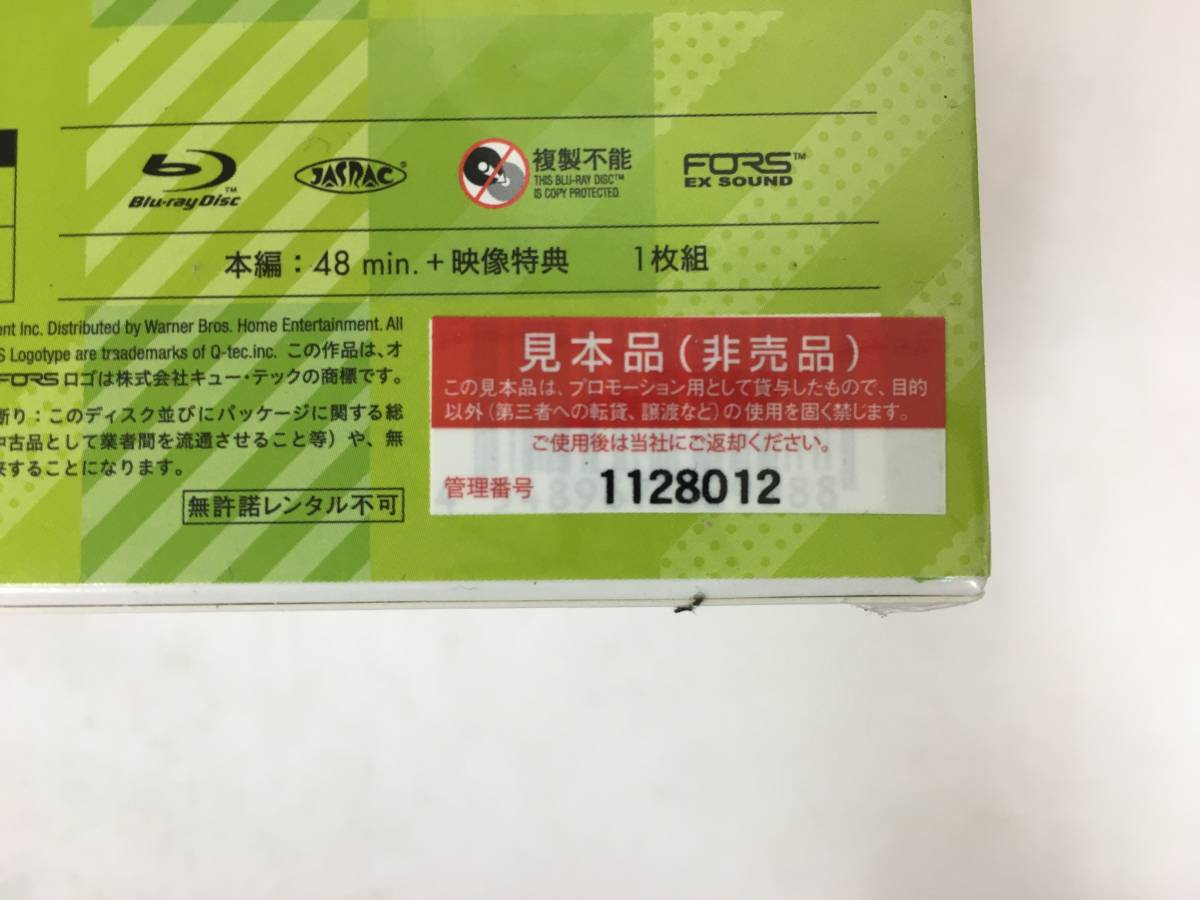 Blu-ray Disc™
JASRAC®
複製不能
THIS BLU-RAY DISC™
IS COPY PROTECTED.
FORS™
EX SOUND
本編：48 min.＋映像特典 1枚組
ent Inc. Distributed by Warner Bros. Home Entertainment. All
S Logotype are trademarks of Q-tec.inc. この作品は、オ
FORSロゴは株式会社キュー・テックの商標です。
断り：このディスク並びにパッケージに関する総
中古品として業者間を流通させること等）や、無
することになります。
無許諾レンタル不可
見本品（非売品）
この見本品は、プロモーション用として貸与したもので、目的
以外（第三者への転貸、譲渡など）の使用を固く禁じます。
ご使用後は当社にご返却ください。
管理番号 1128012